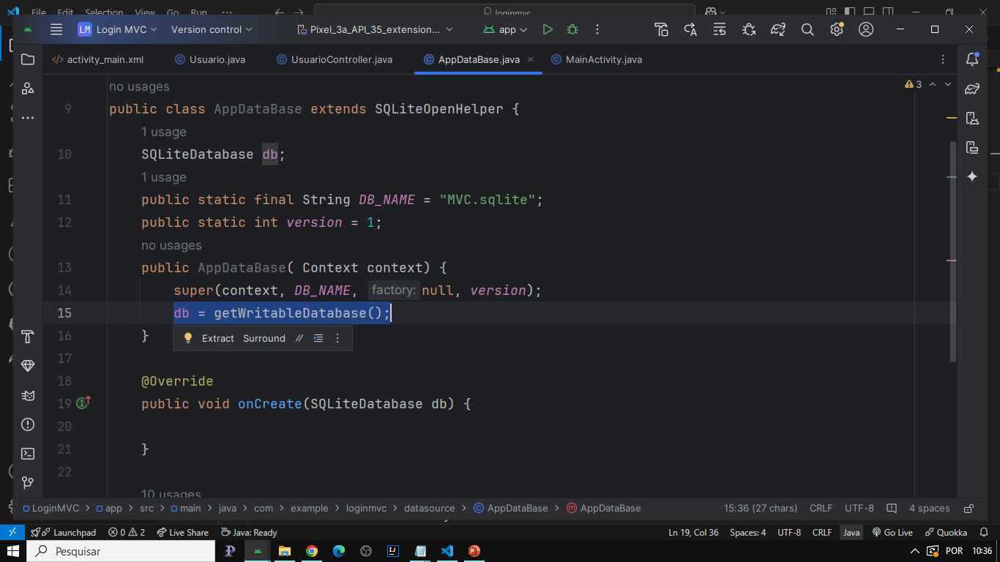 File Edit Selection View Go Run ··· loginmvc
LM Login MVC Version control Pixel_3a_API_35_extension... app
activity_main.xml Usuario.java UsuarioController.java AppDataBase.java MainActivity.java
no usages
3
9 public class AppDataBase extends SQLiteOpenHelper {
1 usage
10 SQLiteDatabase db;
1 usage
11 public static final String DB_NAME = "MVC.sqlite";
12 public static int version = 1;
no usages
13 public AppDataBase( Context context) {
14 super(context, DB_NAME, factory: null, version);
15 db = getWritableDatabase();
16 }
Extract Surround //
17
18 @Override
19 public void onCreate(SQLiteDatabase db) {
20
21 }
22
10 usages
LoginMVC > app > src > main > java > com > example > loginmvc > datasource > AppDataBase > AppDataBase 15:36 (27 chars) CRLF UTF-8 4 spaces
Launchpad 0 2 Live Share Java: Ready Ln 19, Col 36 Spaces: 4 UTF-8 CRLF Java Go Live Quokka
Pesquisar POR 10:36